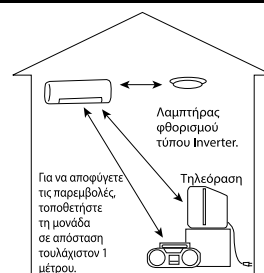 Λαμπτήρας
φθορισμού
τύπου Inverter.
Για να αποφύγετε
τις παρεμβολές,
τοποθετήστε
τη μονάδα
σε απόσταση
τουλάχιστον 1
μέτρου.
Τηλεόραση